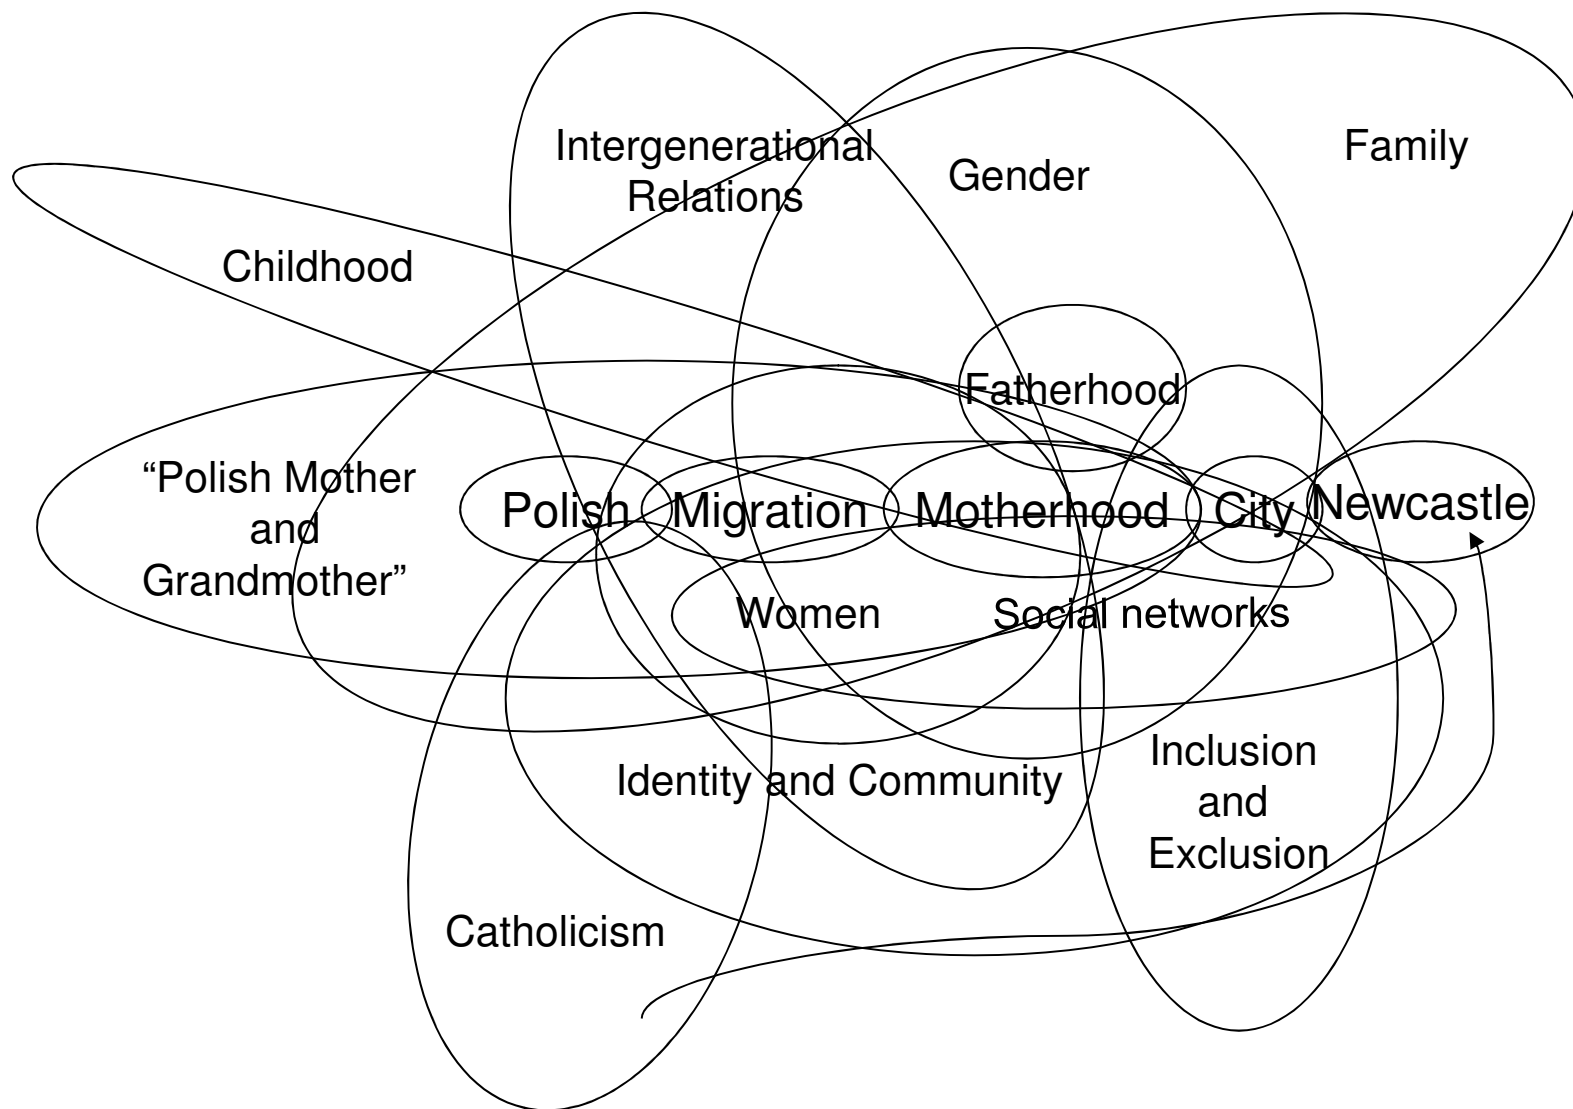 Intergenerational
Relations
Gender
Family
Childhood
Fatherhood
“Polish Mother
and
Grandmother”
Polish
Migration
Motherhood
City
Newcastle
Women
Social networks
Identity and Community
Inclusion
and
Exclusion
Catholicism